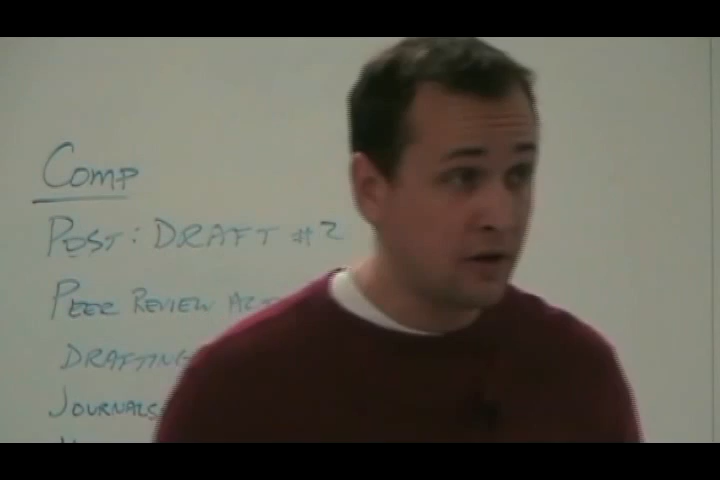 Comp
POST: DRAFT #2
PEER REVIEW
DRAFTING
JOURNALS